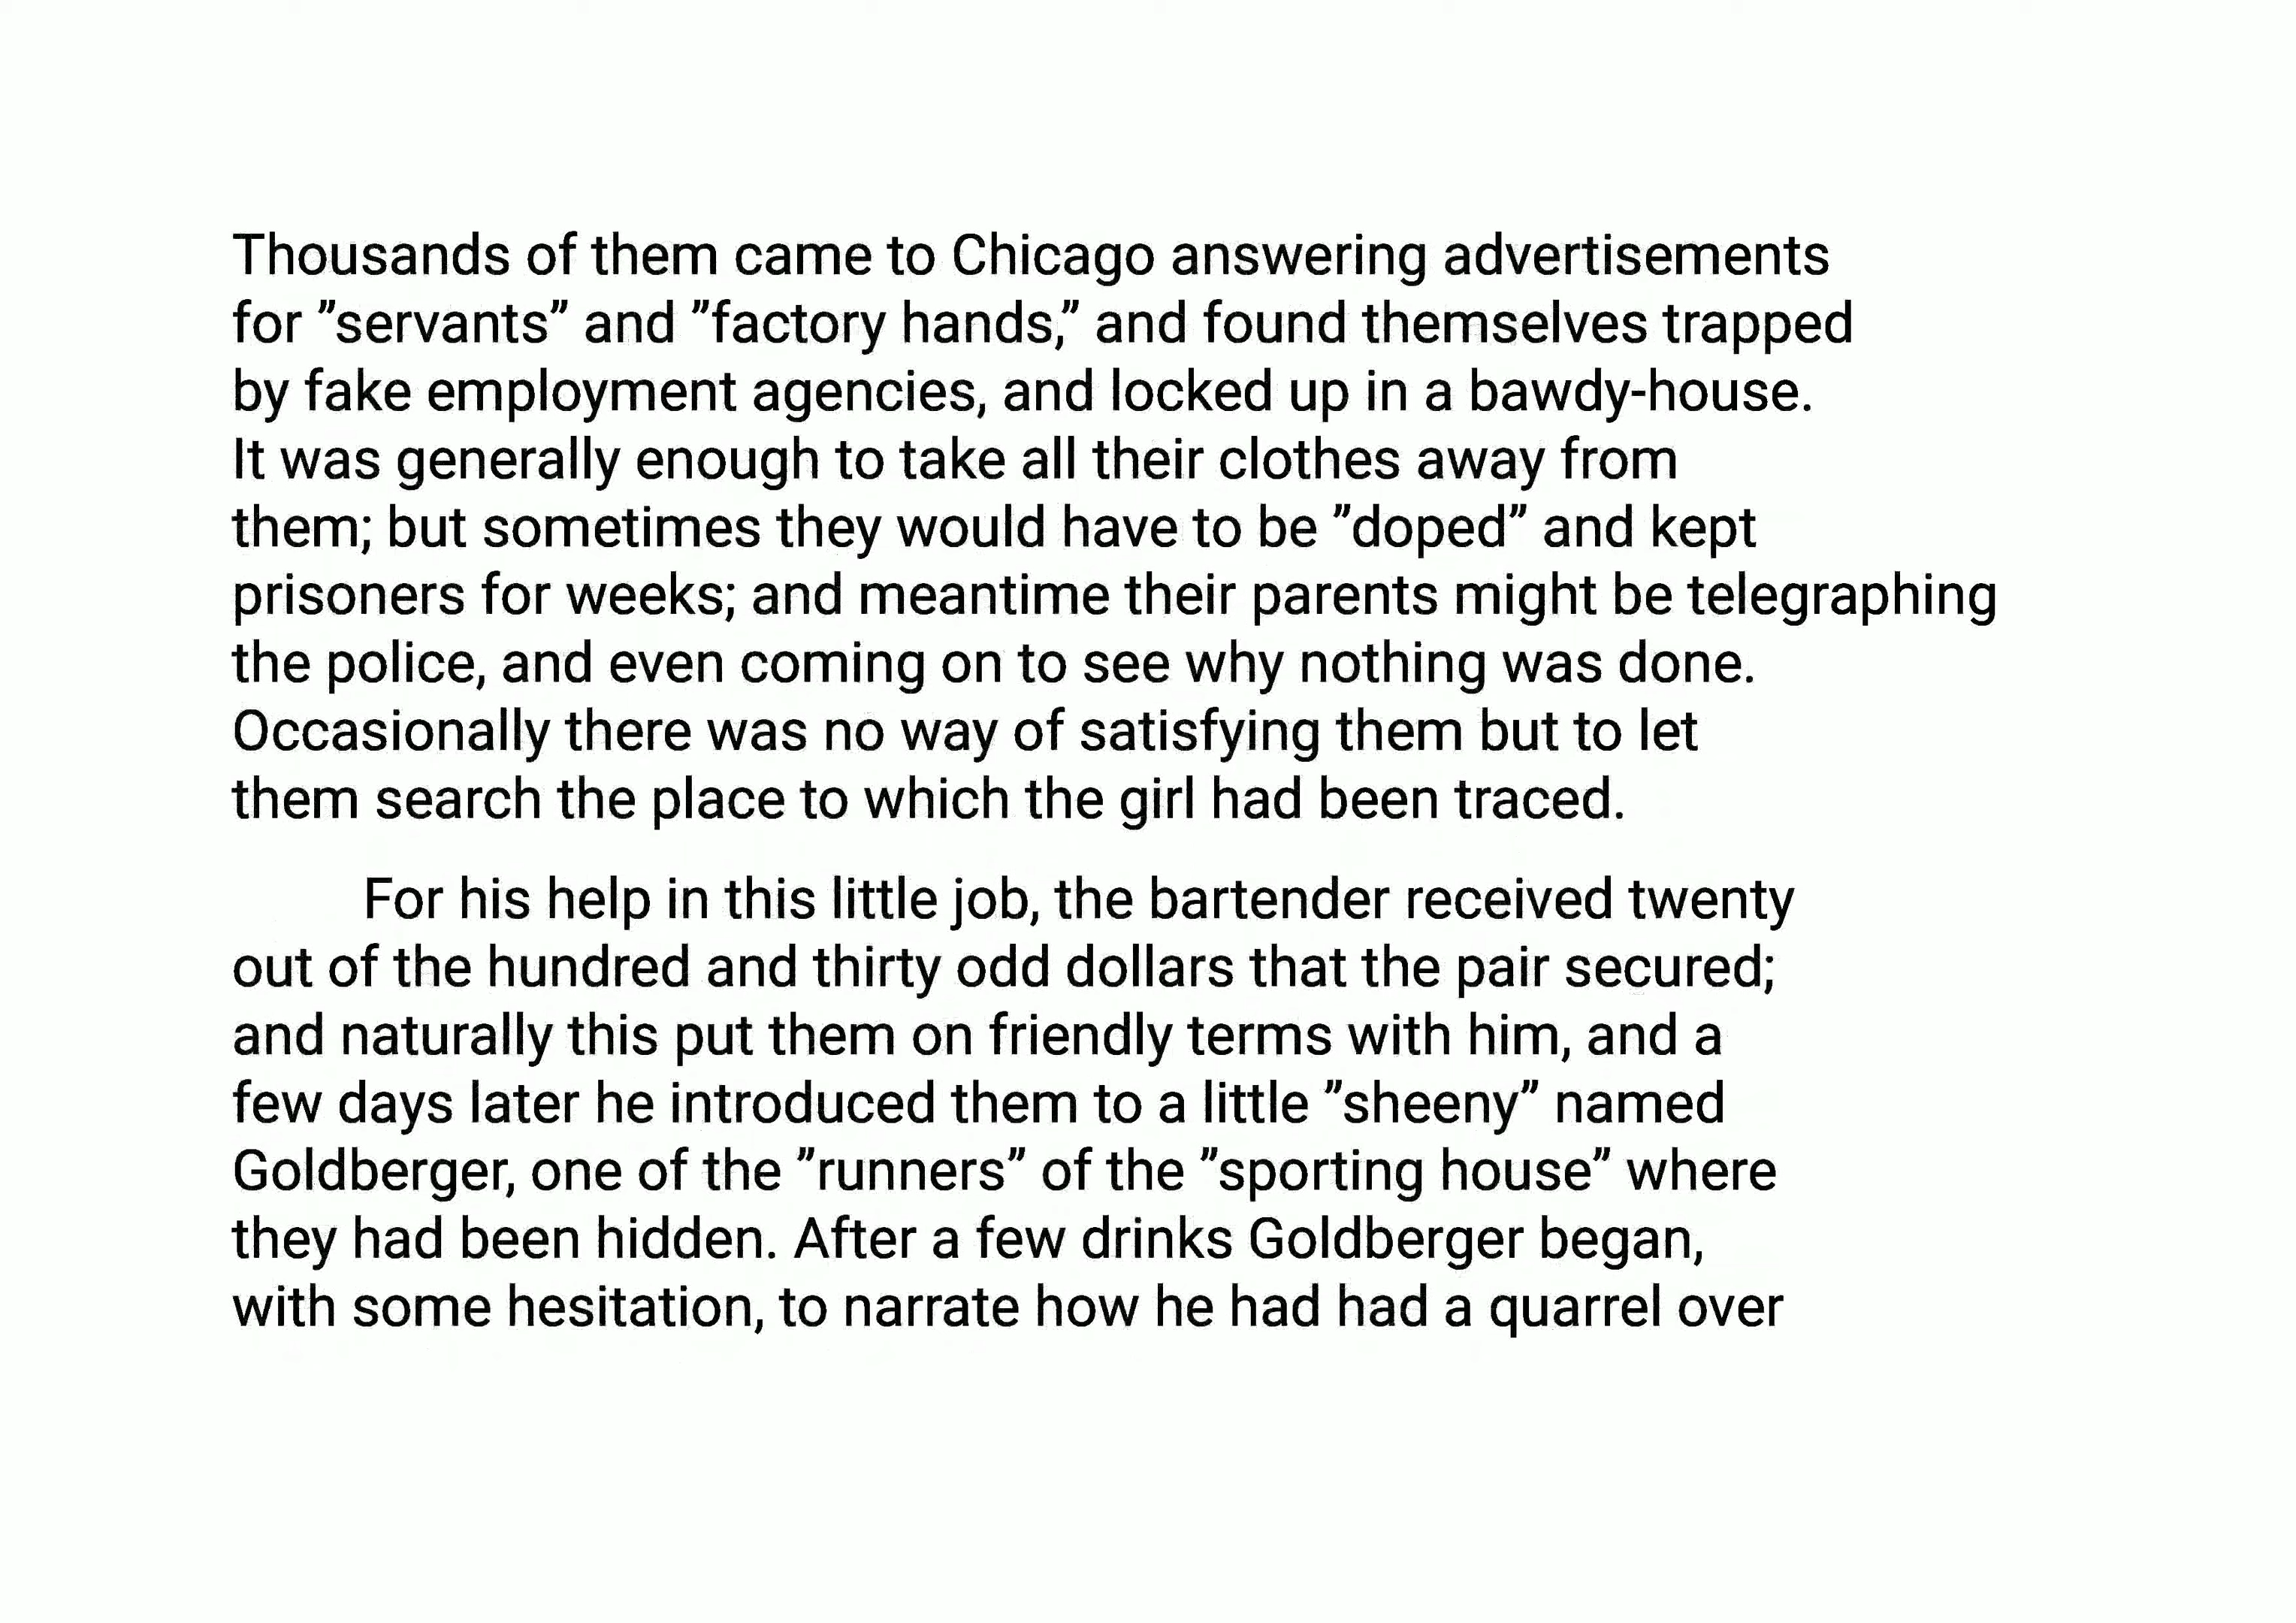 Thousands of them came to Chicago answering advertisements
for ”servants” and ”factory hands,” and found themselves trapped
by fake employment agencies, and locked up in a bawdy-house.
It was generally enough to take all their clothes away from
them; but sometimes they would have to be ”doped” and kept
prisoners for weeks; and meantime their parents might be telegraphing
the police, and even coming on to see why nothing was done.
Occasionally there was no way of satisfying them but to let
them search the place to which the girl had been traced.
For his help in this little job, the bartender received twenty
out of the hundred and thirty odd dollars that the pair secured;
and naturally this put them on friendly terms with him, and a
few days later he introduced them to a little ”sheeny” named
Goldberger, one of the ”runners” of the ”sporting house” where
they had been hidden. After a few drinks Goldberger began,
with some hesitation, to narrate how he had had a quarrel over